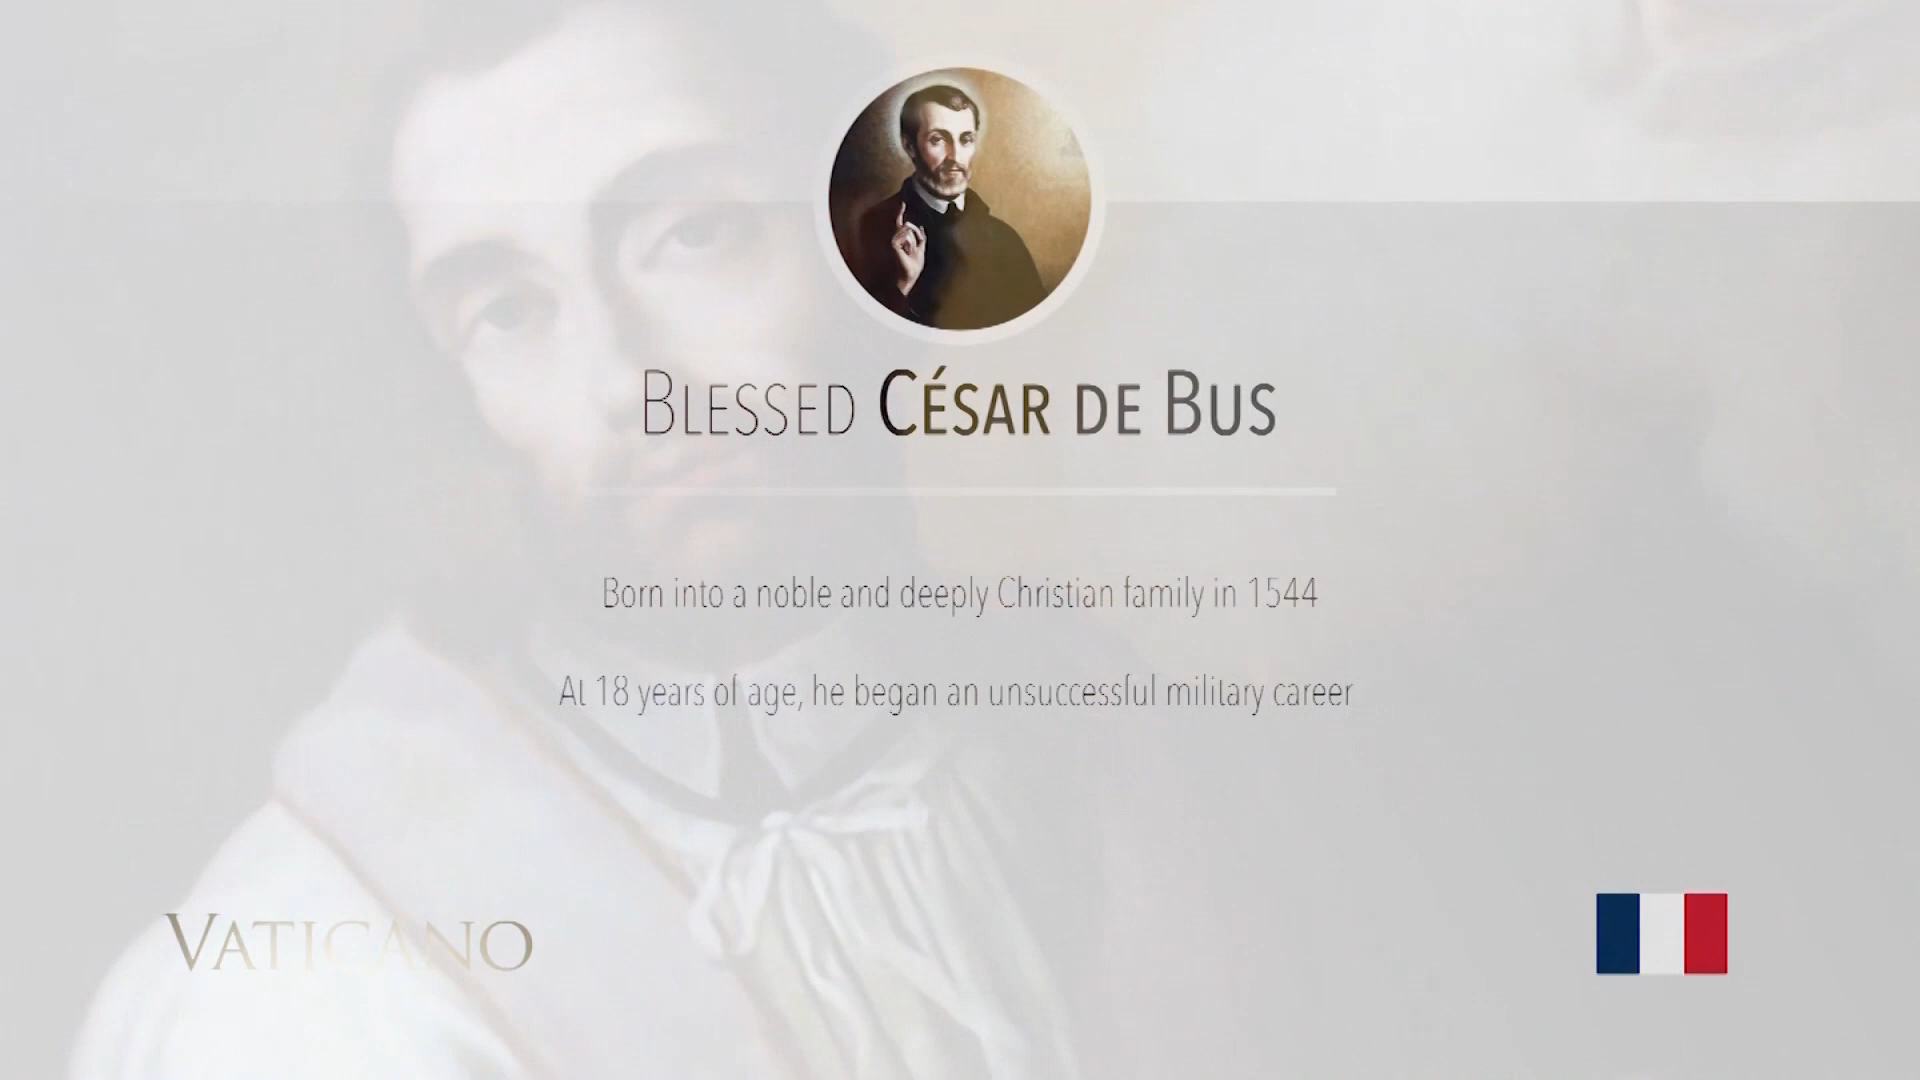 BLESSED CÉSAR DE BUS
Born into a noble and deeply Christian family in 1544
At 18 years of age, he began an unsuccessful military career
VATICANO